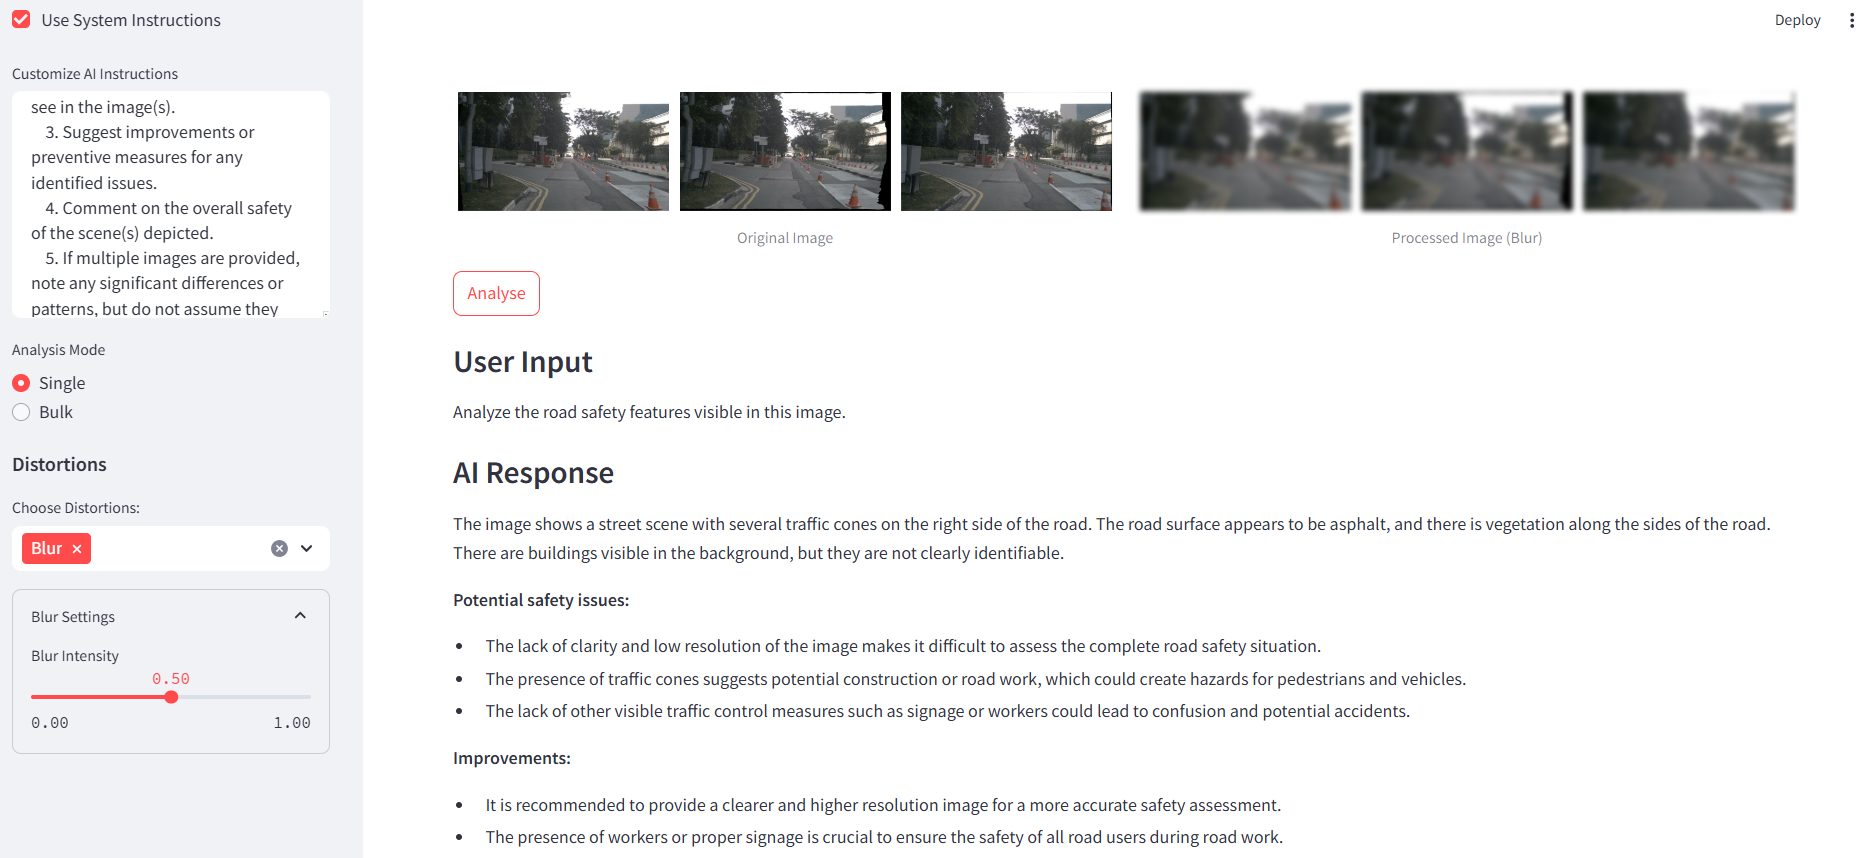 Use System Instructions
Customize AI Instructions
see in the image(s).
3. Suggest improvements or
preventive measures for any
identified issues.
4. Comment on the overall safety
of the scene(s) depicted.
5. If multiple images are provided,
note any significant differences or
patterns, but do not assume they
Analysis Mode
Single
Bulk
Distortions
Choose Distortions:
Blur ×
Blur Settings
Blur Intensity
0.50
0.00 1.00
Deploy
Original Image
Processed Image (Blur)
Analyse
User Input
Analyze the road safety features visible in this image.
AI Response
The image shows a street scene with several traffic cones on the right side of the road. The road surface appears to be asphalt, and there is vegetation along the sides of the road.
There are buildings visible in the background, but they are not clearly identifiable.
Potential safety issues:
• The lack of clarity and low resolution of the image makes it difficult to assess the complete road safety situation.
• The presence of traffic cones suggests potential construction or road work, which could create hazards for pedestrians and vehicles.
• The lack of other visible traffic control measures such as signage or workers could lead to confusion and potential accidents.
Improvements:
• It is recommended to provide a clearer and higher resolution image for a more accurate safety assessment.
• The presence of workers or proper signage is crucial to ensure the safety of all road users during road work.